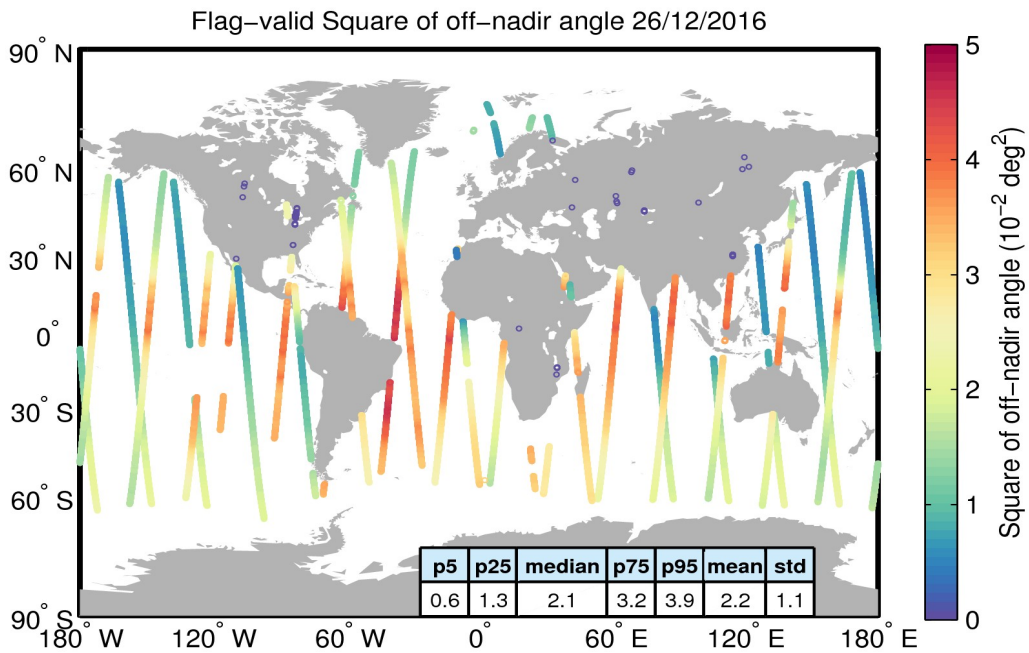 Flag-valid Square of off-nadir angle 26/12/2016
90° N
60° N
30° N
0°
30° S
60° S
90° S
180° W
120° W
60° W
0°
60° E
120° E
180° E
p5 p25 median p75 p95 mean std
0.6 1.3 2.1 3.2 3.9 2.2 1.1
5
4
3
2
1
0
Square of off-nadir angle (10⁻² deg²)